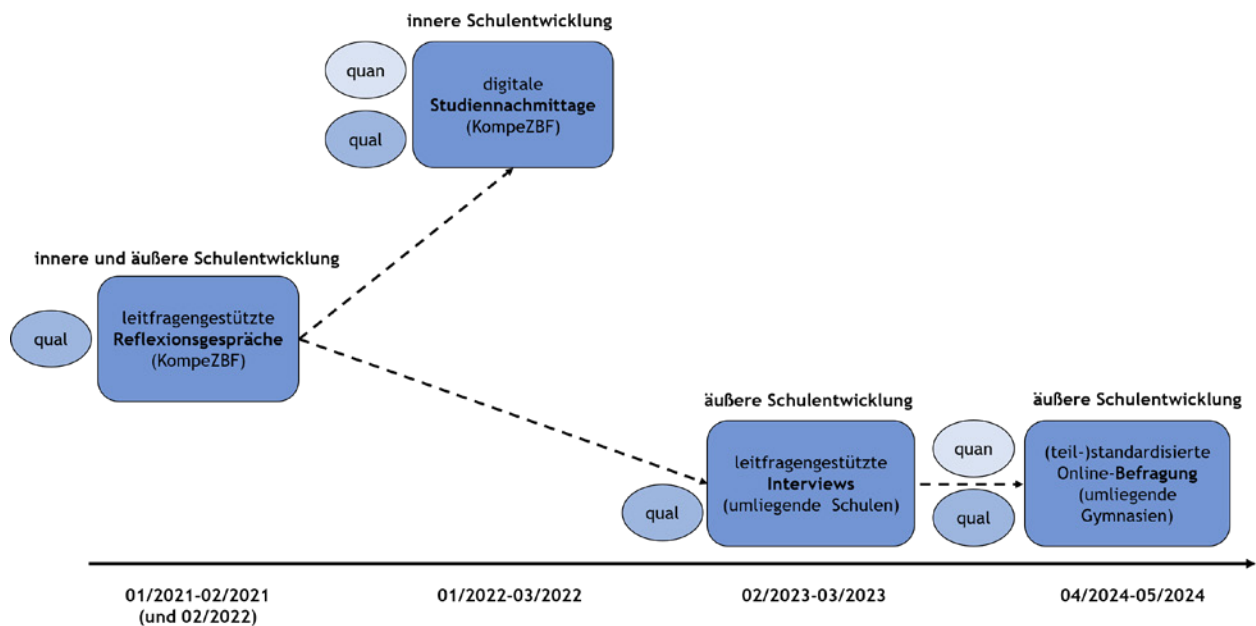 innere Schulentwicklung
quan
qual
digitale
Studiennachmittage
(KompeZBF)
innere und äußere Schulentwicklung
qual
leitfragengestützte
Reflexionsgespräche
(KompeZBF)
äußere Schulentwicklung
qual
leitfragengestützte
Interviews
(umliegende Schulen)
äußere Schulentwicklung
quan
qual
(teil-)standardisierte
Online-Befragung
(umliegende
Gymnasien)
01/2021-02/2021
(und 02/2022)
01/2022-03/2022
02/2023-03/2023
04/2024-05/2024